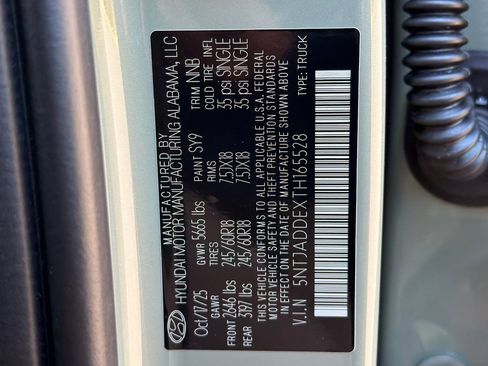 MANUFACTURED BY
HYUNDAI MOTOR MANUFACTURING ALABAMA, LLC
Oct/17/25 GVWR 5665 lbs PAINT SY9 TRIM NNB
GAWR TIRES RIMS COLD TIRE INFL
FRONT 2646 lbs 245/60R18 7.5JX18 35 psi SINGLE
REAR 3197 lbs 245/60R18 7.5JX18 35 psi SINGLE
THIS VEHICLE CONFORMS TO ALL APPLICABLE U.S.A. FEDERAL
MOTOR VEHICLE SAFETY AND THEFT PREVENTION STANDARDS
IN EFFECT ON THE DATE OF MANUFACTURE SHOWN ABOVE.
V.I.N 5NTJADDEXTH165528 TYPE: TRUCK